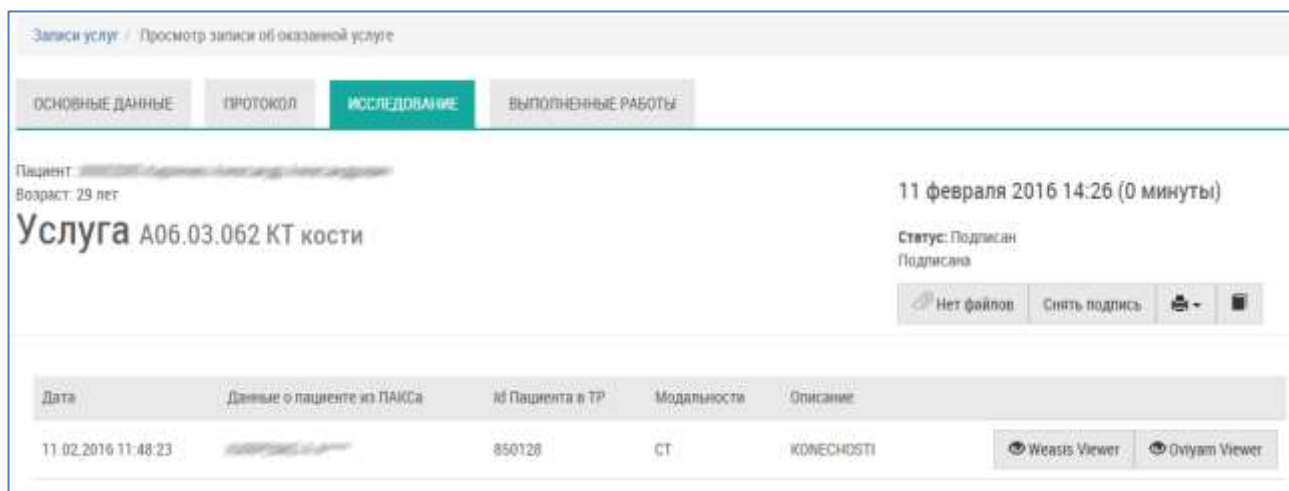 Записи услуг / Просмотр записи об оказанной услуге
ОСНОВНЫЕ ДАННЫЕ ПРОТОКОЛ ИССЛЕДОВАНИЕ ВЫПОЛНЕННЫЕ РАБОТЫ
Пациент:
Возраст: 29 лет
Услуга A06.03.062 КТ кости
11 февраля 2016 14:26 (0 минуты)
Статус: Подписан
Подписана
Нет файлов Снять подпись
Дата Данные о пациенте из ПАКСа Id Пациента в ТР Модальности Описание
11.02.2016 11:48:23 850128 CT KONECHOSTI Weasis Viewer Oviyam Viewer